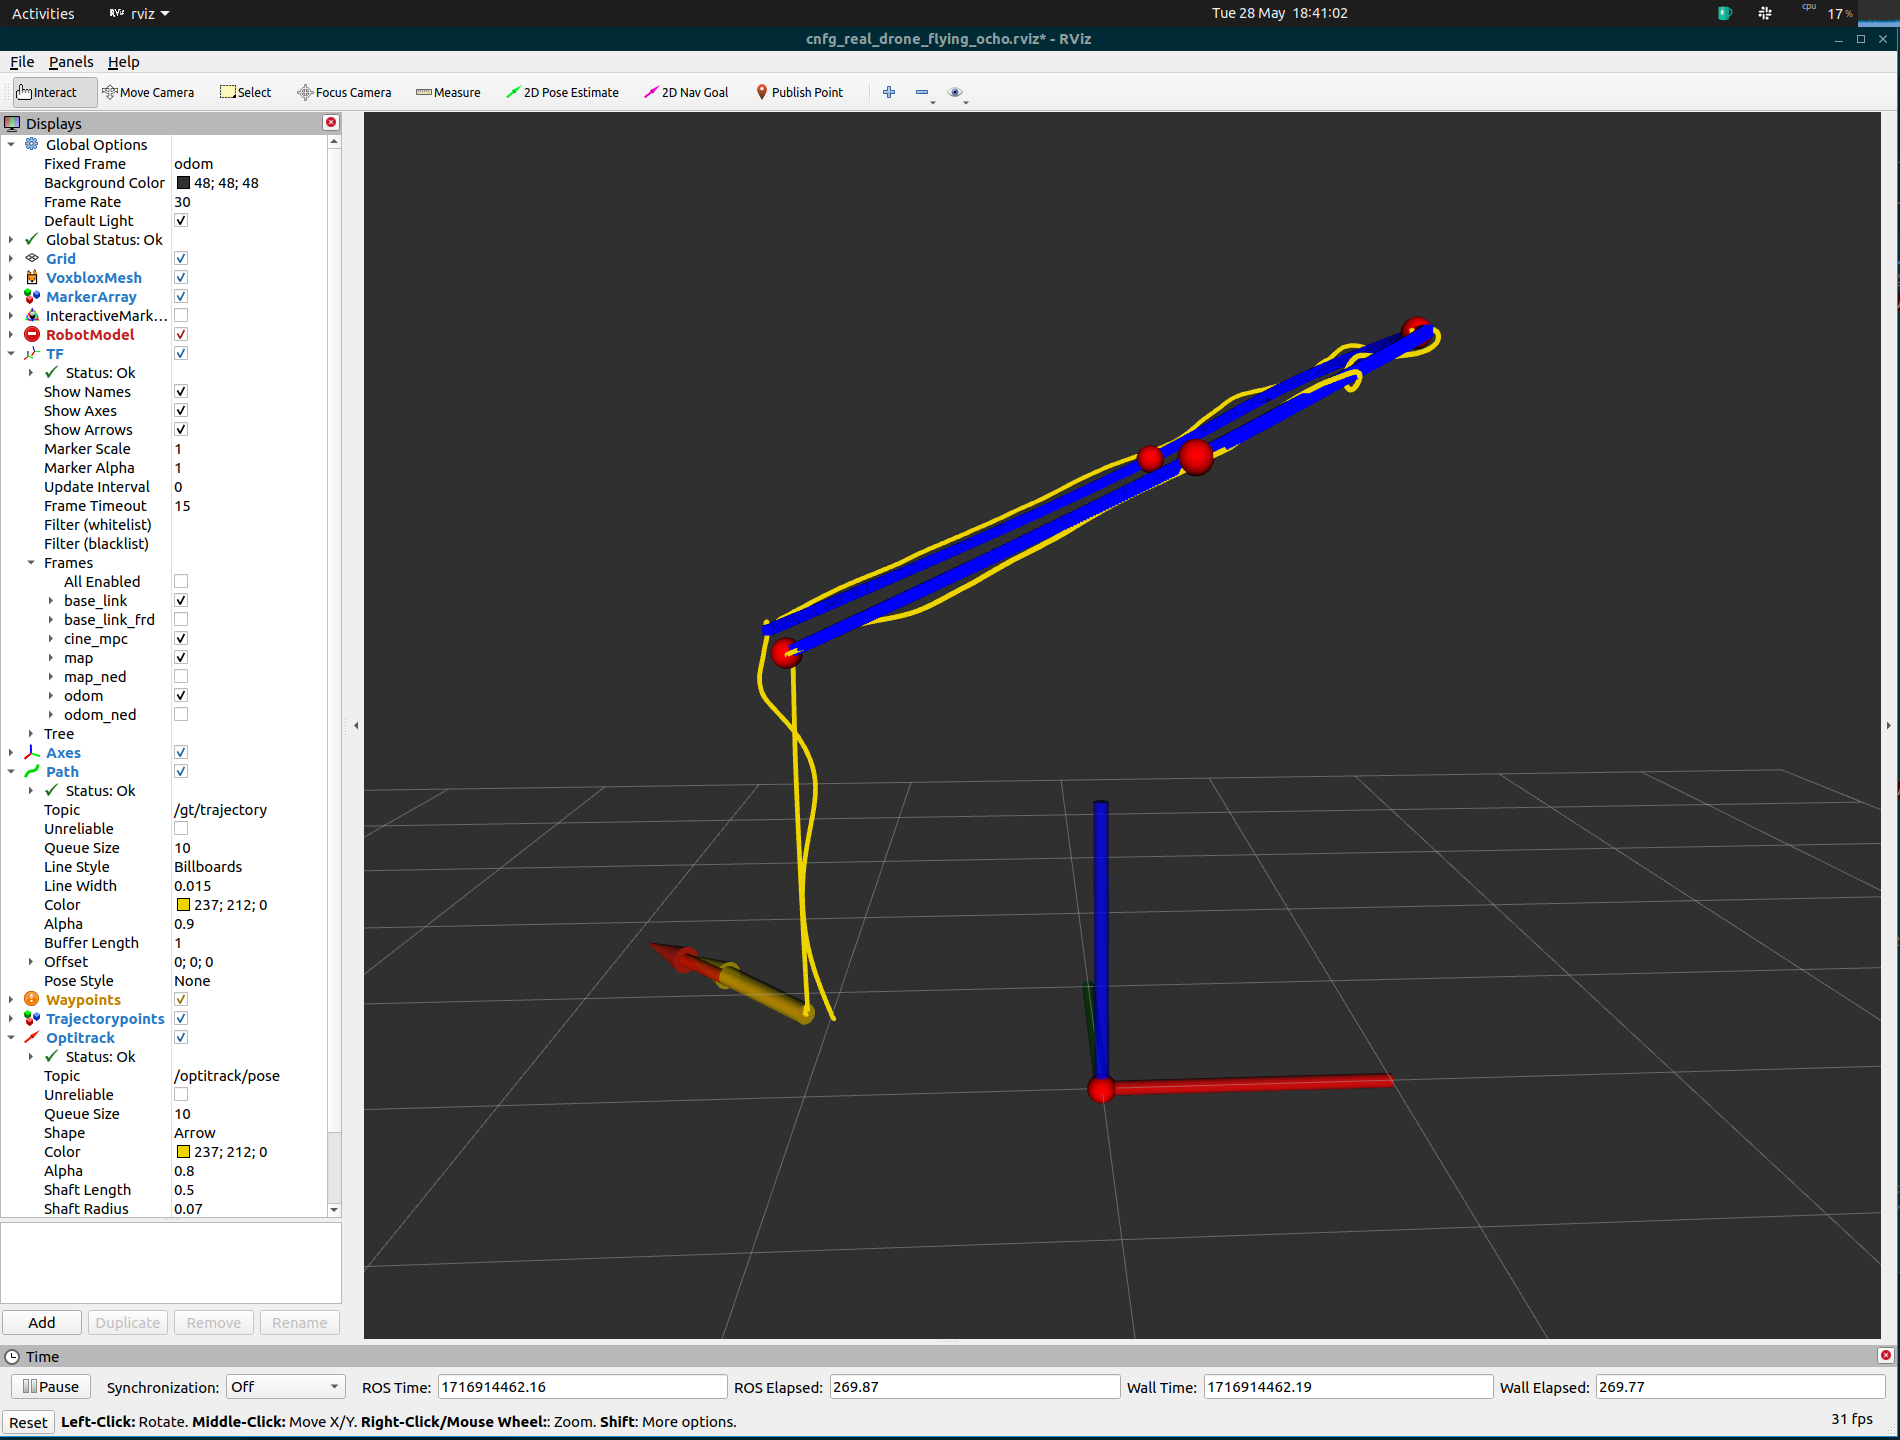 Activities RViz rviz Tue 28 May 18:41:02 cpu 17 %
cnfg_real_drone_flying_ocho.rviz* - RViz
File Panels Help
Interact Move Camera Select Focus Camera Measure 2D Pose Estimate 2D Nav Goal Publish Point
Displays
Global Options
Fixed Frame odom
Background Color 48; 48; 48
Frame Rate 30
Default Light
Global Status: Ok
Grid
VoxbloxMesh
MarkerArray
InteractiveMark...
RobotModel
TF
Status: Ok
Show Names
Show Axes
Show Arrows
Marker Scale 1
Marker Alpha 1
Update Interval 0
Frame Timeout 15
Filter (whitelist)
Filter (blacklist)
Frames
All Enabled
base_link
base_link_frd
cine_mpc
map
map_ned
odom
odom_ned
Tree
Axes
Path
Status: Ok
Topic /gt/trajectory
Unreliable
Queue Size 10
Line Style Billboards
Line Width 0.015
Color 237; 212; 0
Alpha 0.9
Buffer Length 1
Offset 0; 0; 0
Pose Style None
Waypoints
Trajectorypoints
Optitrack
Status: Ok
Topic /optitrack/pose
Unreliable
Queue Size 10
Shape Arrow
Color 237; 212; 0
Alpha 0.8
Shaft Length 0.5
Shaft Radius 0.07
Add Duplicate Remove Rename
Time
Pause Synchronization: Off ROS Time: 1716914462.16 ROS Elapsed: 269.87 Wall Time: 1716914462.19 Wall Elapsed: 269.77
Reset Left-Click: Rotate. Middle-Click: Move X/Y. Right-Click/Mouse Wheel:: Zoom. Shift: More options. 31 fps